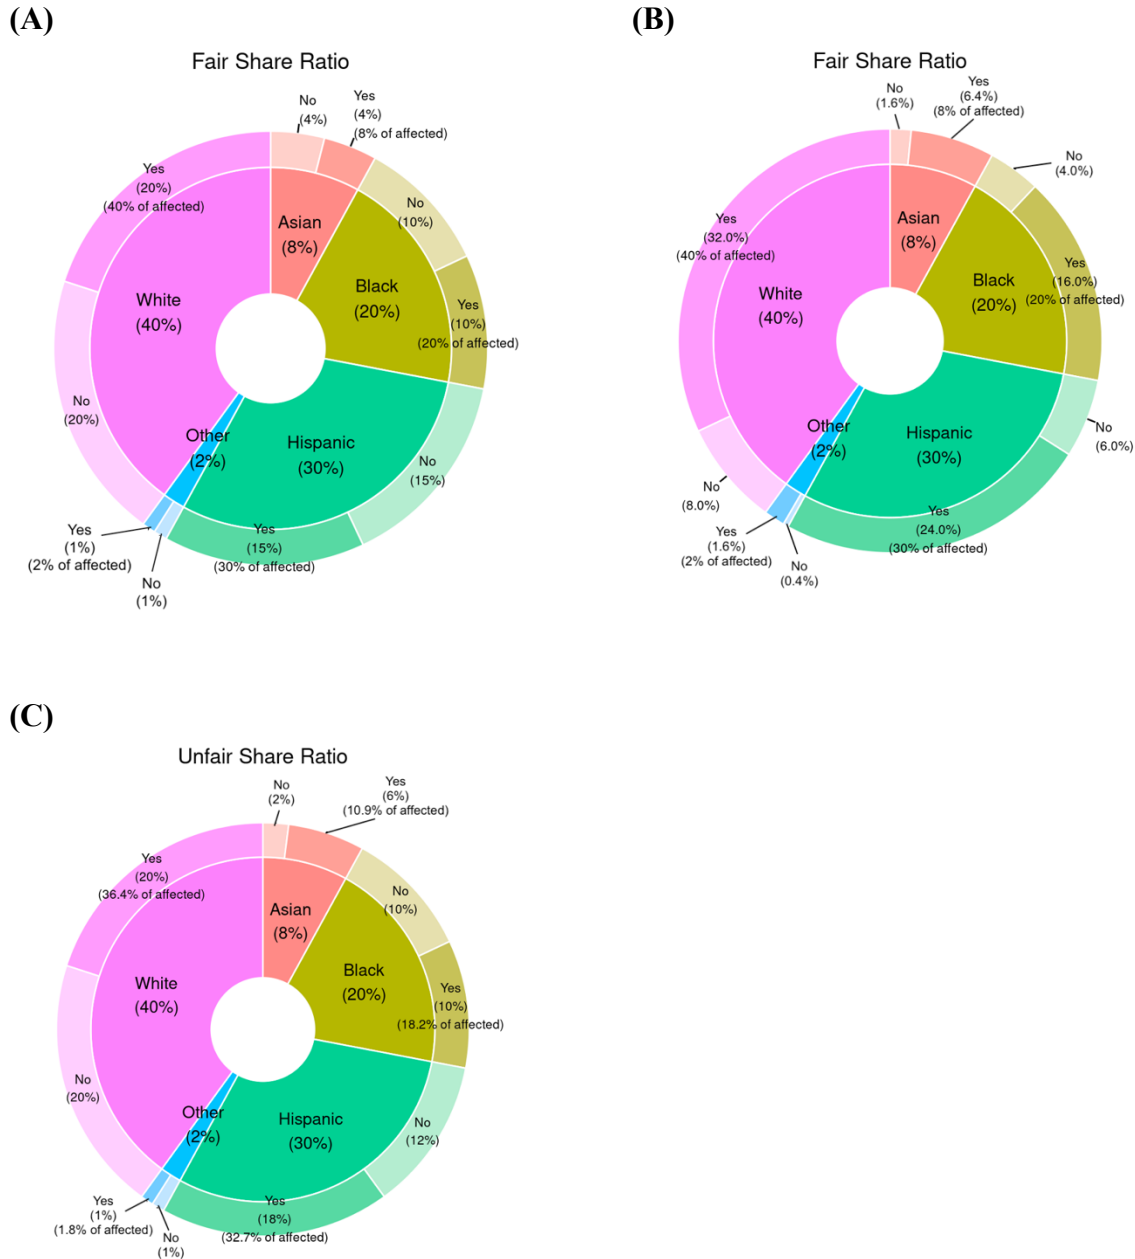 (A)
Fair Share Ratio
No
(4%)
Yes
(4%)
(8% of affected)
Yes
(20%)
(40% of affected)
No
(10%)
Asian
(8%)
Black
(20%)
White
(40%)
Yes
(10%)
(20% of affected)
No
(20%)
Other
(2%)
Hispanic
(30%)
No
(15%)
Yes
(1%)
(2% of affected)
No
(1%)
Yes
(15%)
(30% of affected)
(B)
Fair Share Ratio
No
(1.6%)
Yes
(6.4%)
(8% of affected)
No
(4.0%)
Yes
(32.0%)
(40% of affected)
Asian
(8%)
Black
(20%)
Yes
(16.0%)
(20% of affected)
White
(40%)
Other
(2%)
Hispanic
(30%)
No
(6.0%)
No
(8.0%)
Yes
(1.6%)
(2% of affected)
No
(0.4%)
Yes
(24.0%)
(30% of affected)
(C)
Unfair Share Ratio
No
(2%)
Yes
(6%)
(10.9% of affected)
Yes
(20%)
(36.4% of affected)
No
(10%)
Asian
(8%)
Black
(20%)
White
(40%)
Yes
(10%)
(18.2% of affected)
No
(20%)
Other
(2%)
Hispanic
(30%)
No
(12%)
Yes
(1%)
(1.8% of affected)
No
(1%)
Yes
(18%)
(32.7% of affected)